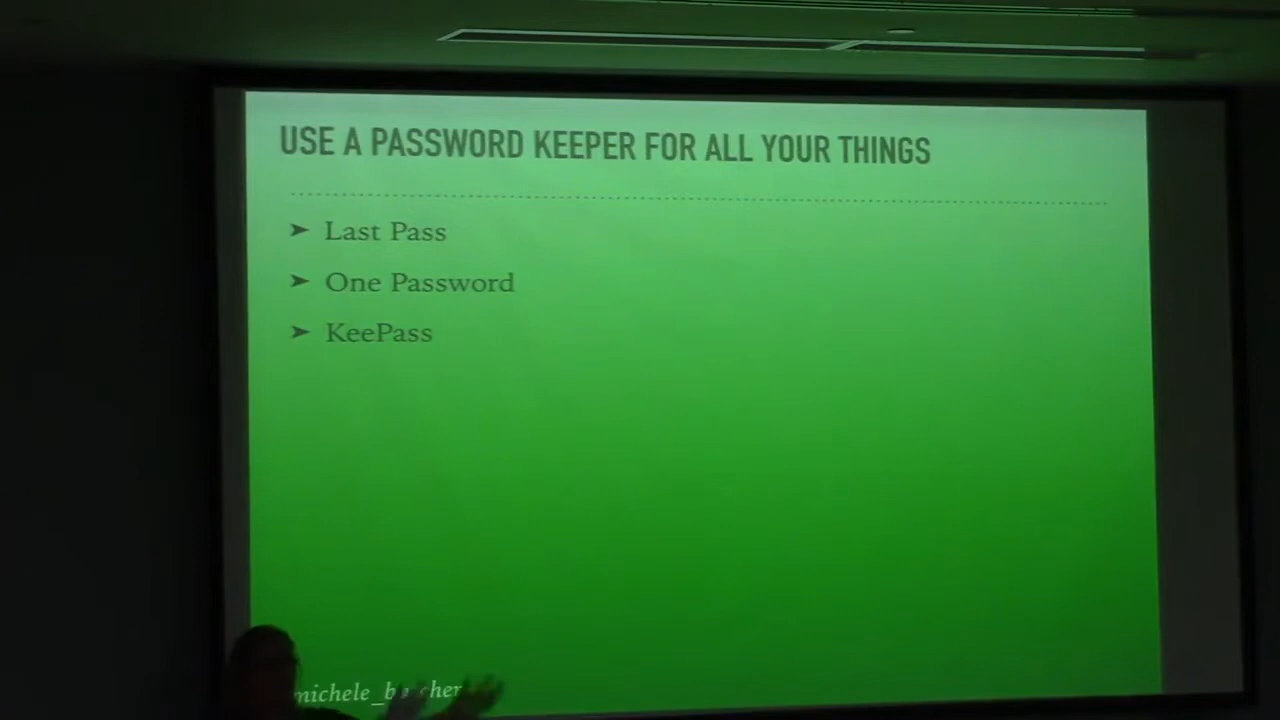 USE A PASSWORD KEEPER FOR ALL YOUR THINGS
➤ Last Pass
➤ One Password
➤ KeePass